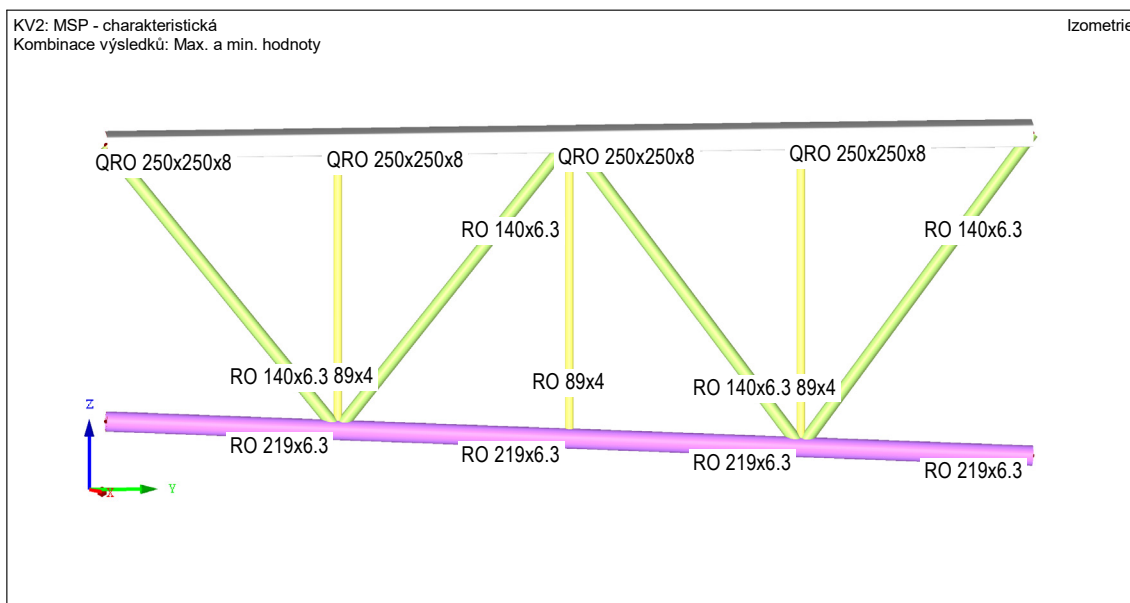 KV2: MSP - charakteristická
Izometrie
Kombinace výsledků: Max. a min. hodnoty
QRO 250x250x8
QRO 250x250x8
QRO 250x250x8
QRO 250x250x8
RO 140x6.3
RO 140x6.3
RO 140x6.3
89x4
RO 89x4
RO 140x6.3
89x4
Z
RO 219x6.3
RO 219x6.3
RO 219x6.3
RO 219x6.3
X
Y